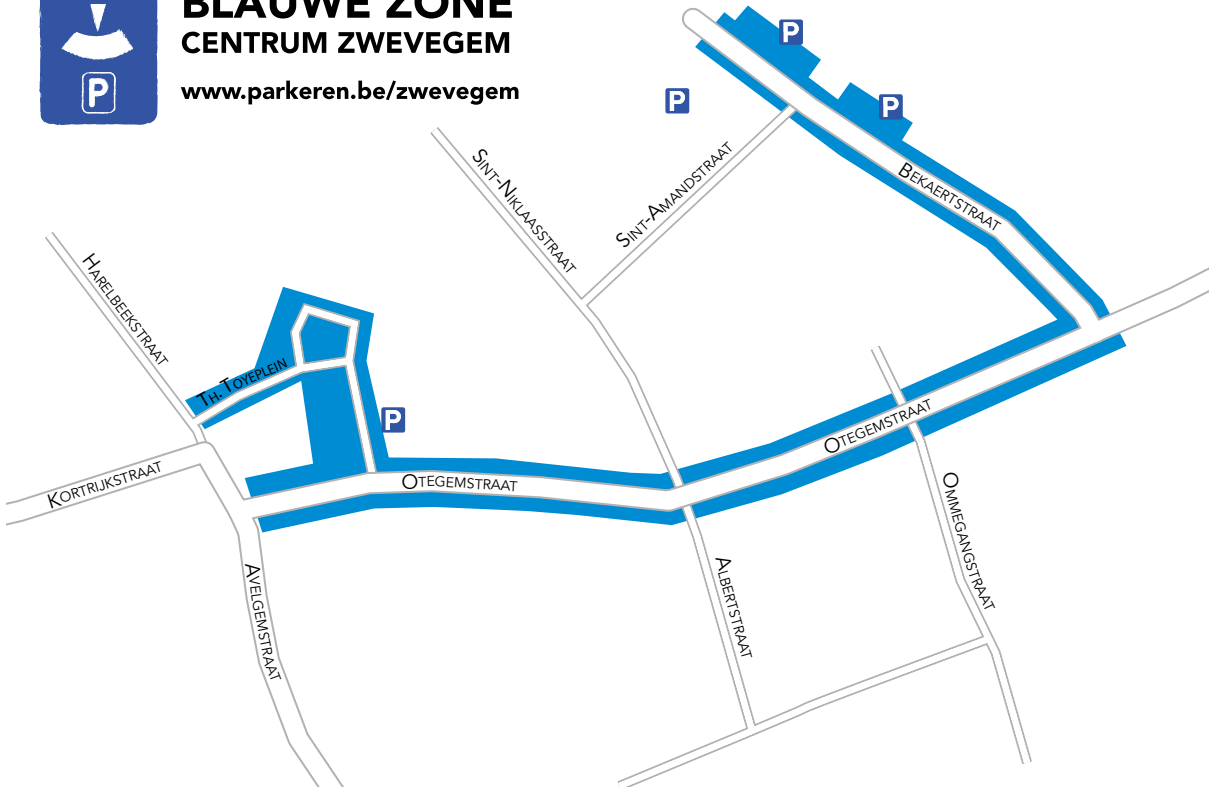 BLAUWE ZONE
CENTRUM ZWEVEGEM
www.parkeren.be/zwevegem
P
P
P
P
P
BEKAERTSTRAAT
SINT-NIKLAASSTRAAT
SINT-AMANDSTRAAT
HARELBEEKSTRAAT
TH. TOYEPLEIN
OTEGEMSTRAAT
KORTRIJKSTRAAT
OTEGEMSTRAAT
OMMEGANGSTRAAT
AVELGEMSTRAAT
ALBERTSTRAAT